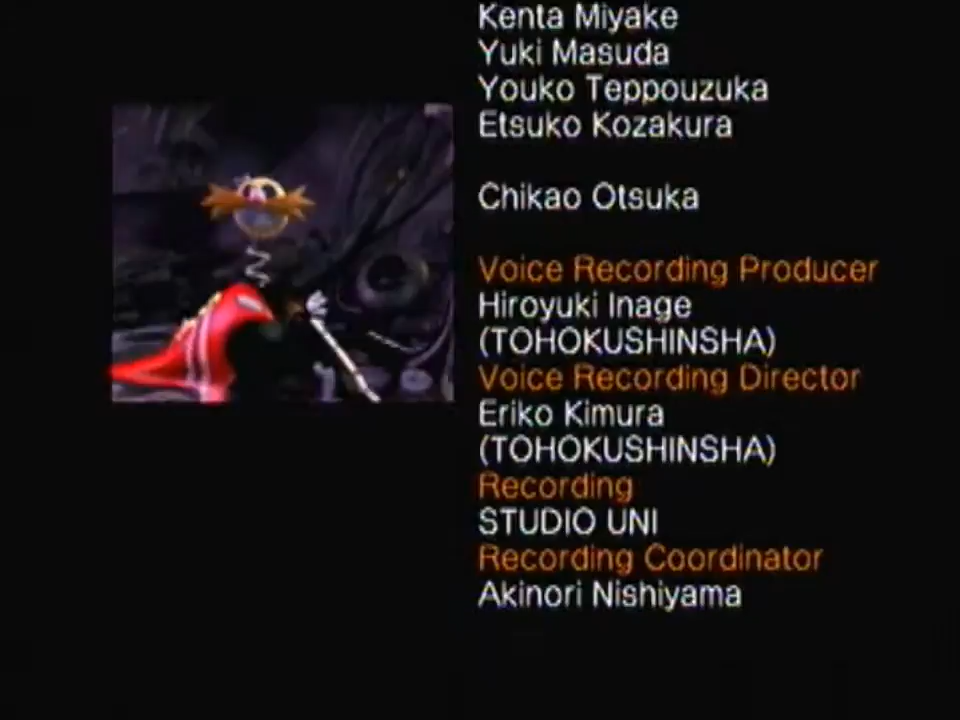 Kenta Miyake
Yuki Masuda
Youko Teppouzuka
Etsuko Kozakura
Chikao Otsuka
Voice Recording Producer
Hiroyuki Inage
(TOHOKUSHINSHA)
Voice Recording Director
Eriko Kimura
(TOHOKUSHINSHA)
Recording
STUDIO UNI
Recording Coordinator
Akinori Nishiyama